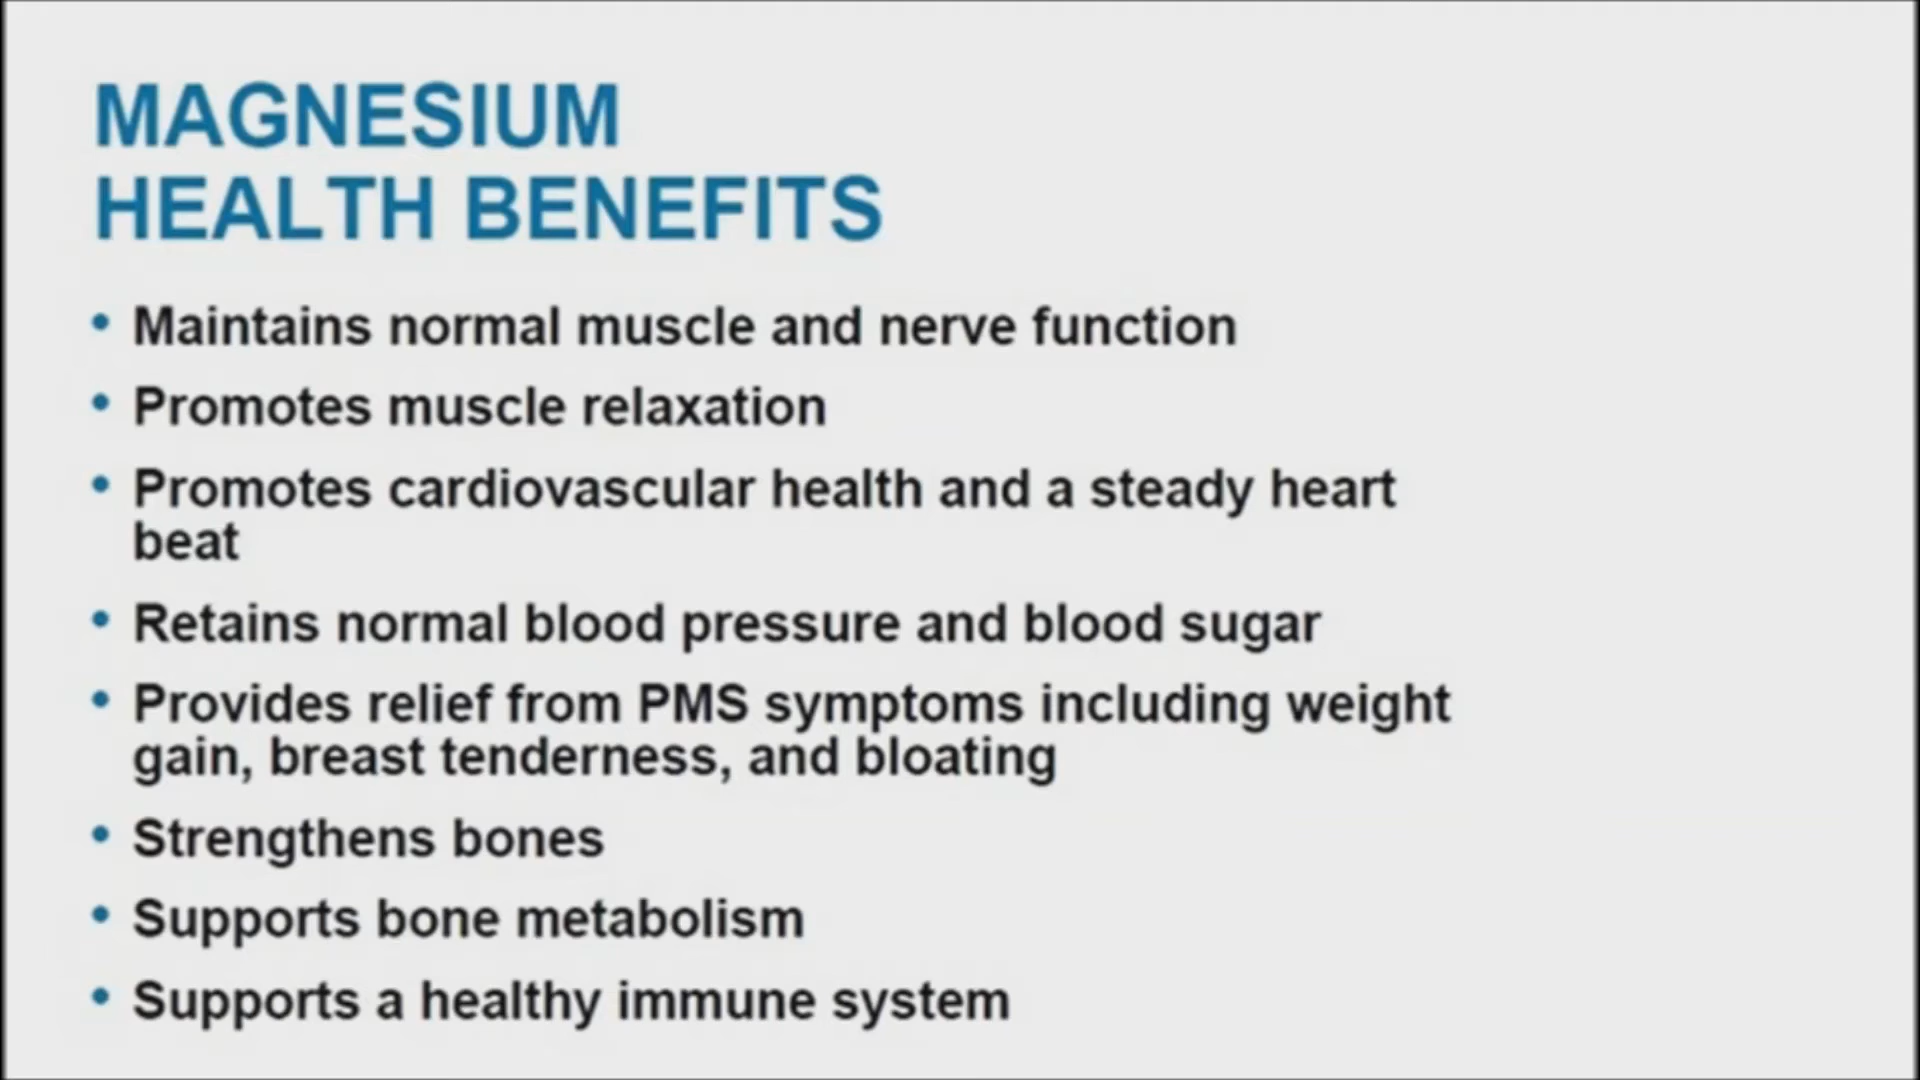 MAGNESIUM
HEALTH BENEFITS
• Maintains normal muscle and nerve function
• Promotes muscle relaxation
• Promotes cardiovascular health and a steady heart
beat
• Retains normal blood pressure and blood sugar
• Provides relief from PMS symptoms including weight
gain, breast tenderness, and bloating
• Strengthens bones
• Supports bone metabolism
• Supports a healthy immune system